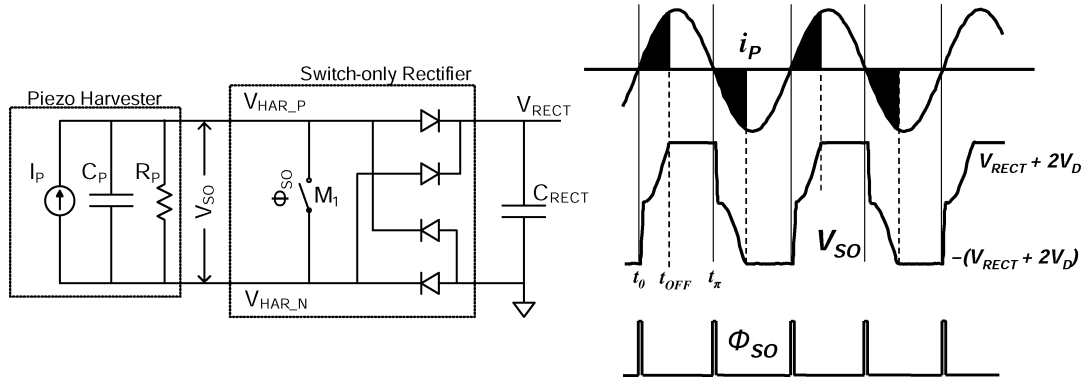 Switch-only Rectifier
Piezo Harvester
V_HAR_P
V_RECT
I_P
C_P
R_P
V_SO
Φ_SO
M_1
C_RECT
V_HAR_N
i_P
V_RECT + 2V_D
V_SO
–(V_RECT + 2V_D)
t_0
t_OFF
t_π
Φ_SO